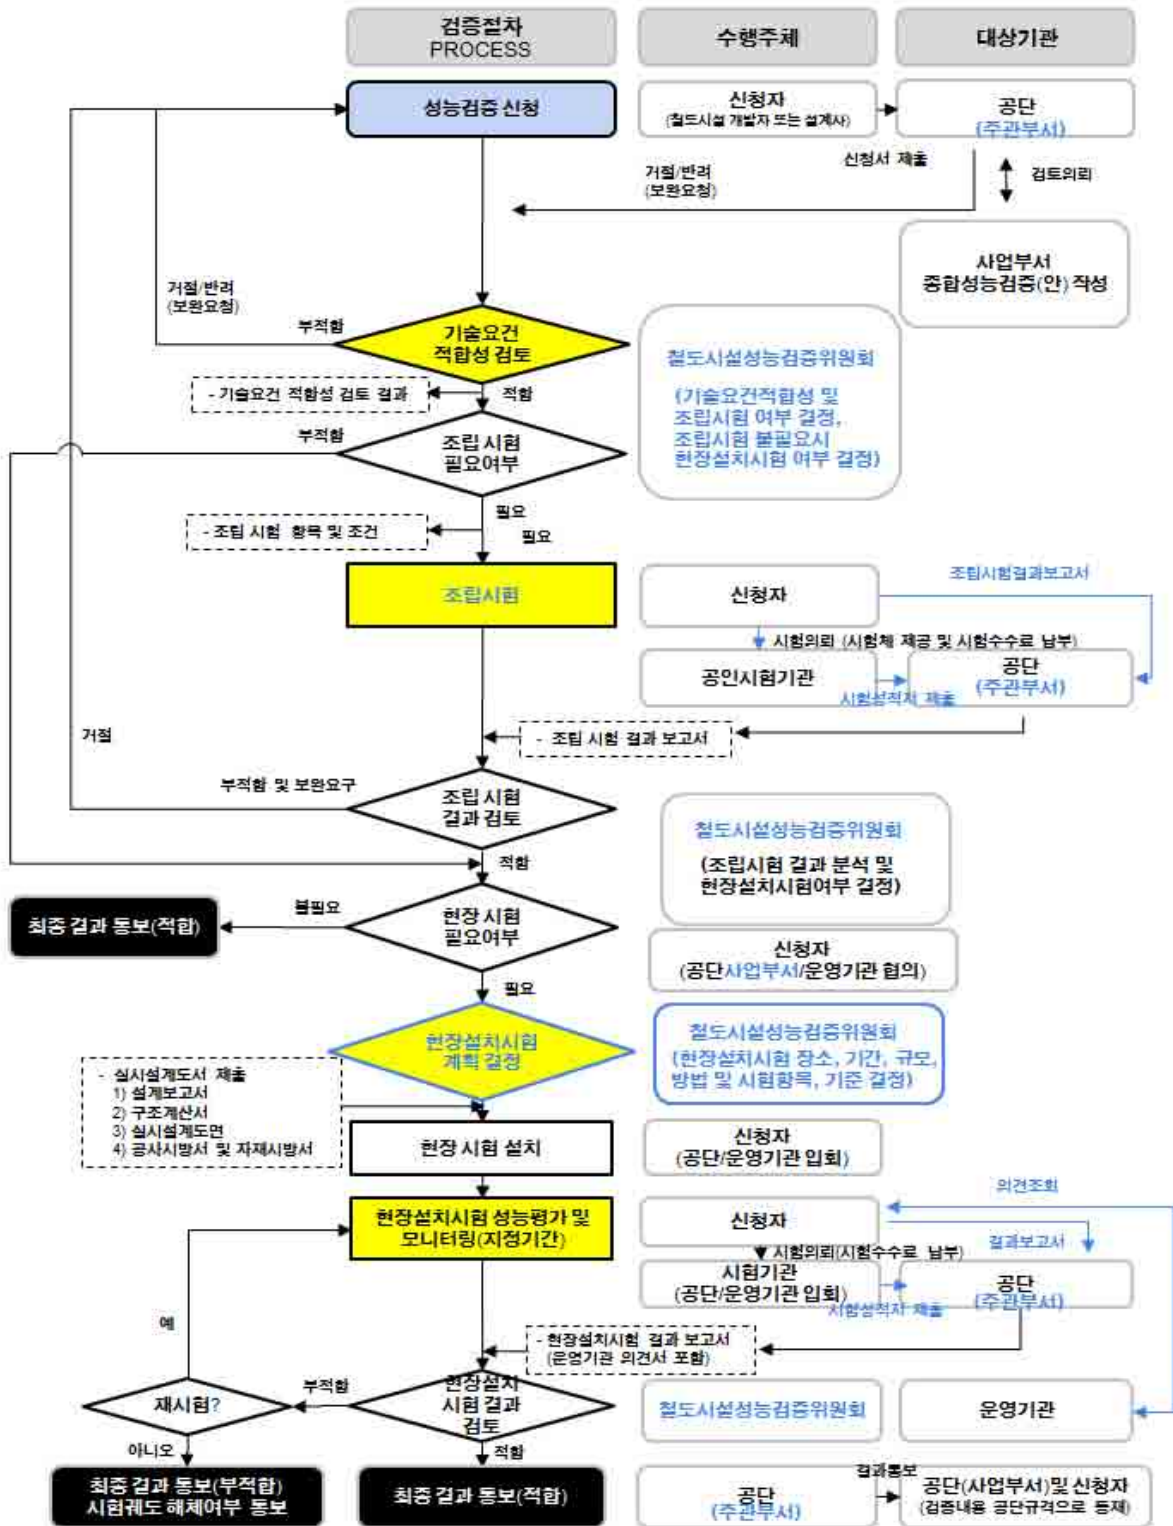 검증절차
PROCESS
수행주체
대상기관
성능검증 신청
신청자
(철도시설 개발자 또는 설계사)
공단
(주관부서)
신청서 제출
거절/반려
(보완요청)
검토의뢰
사업부서
종합성능검증(안) 작성
거절/반려
(보완요청)
부적합
기술요건
적합성 검토
철도시설성능검증위원회
(기술요건적합성 및
조립시험 여부 결정,
조립시험 불필요시
현장설치시험 여부 결정)
- 기술요건 적합성 검토 결과
적합
부적합
조립 시험
필요여부
필요
- 조립 시험 항목 및 조건
필요
조립시험
신청자
조립시험결과보고서
시험의뢰 (시험체 제공 및 시험수수료 납부)
공인시험기관
공단
(주관부서)
시험성적서 제출
거절
- 조립 시험 결과 보고서
부적합 및 보완요구
조립 시험
결과 검토
철도시설성능검증위원회
(조립시험 결과 분석 및
현장설치시험여부 결정)
적합
최종 결과 통보(적합)
불필요
현장 시험
필요여부
신청자
(공단사업부서/운영기관 협의)
필요
현장설치시험
계획 결정
철도시설성능검증위원회
(현장설치시험 장소, 기간, 규모,
방법 및 시험항목, 기준 결정)
- 실시설계도서 제출
1) 설계보고서
2) 구조계산서
3) 실시설계도면
4) 공사시방서 및 자재시방서
현장 시험 설치
신청자
(공단/운영기관 입회)
의견조회
현장설치시험 성능평가 및
모니터링(지정기간)
신청자
결과보고서
시험의뢰(시험수수료 납부)
시험기관
(공단/운영기관 입회)
공단
(주관부서)
시험성적서 제출
예
- 현장설치시험 결과 보고서
(운영기관 의견서 포함)
재시험?
부적합
현장설치
시험 결과
검토
철도시설성능검증위원회
운영기관
아니오
적합
최종 결과 통보(부적합)
시험궤도 해체여부 통보
최종 결과 통보(적합)
공단
(주관부서)
결과통보
공단(사업부서)및 신청자
(검증내용 공단규격으로 등재)